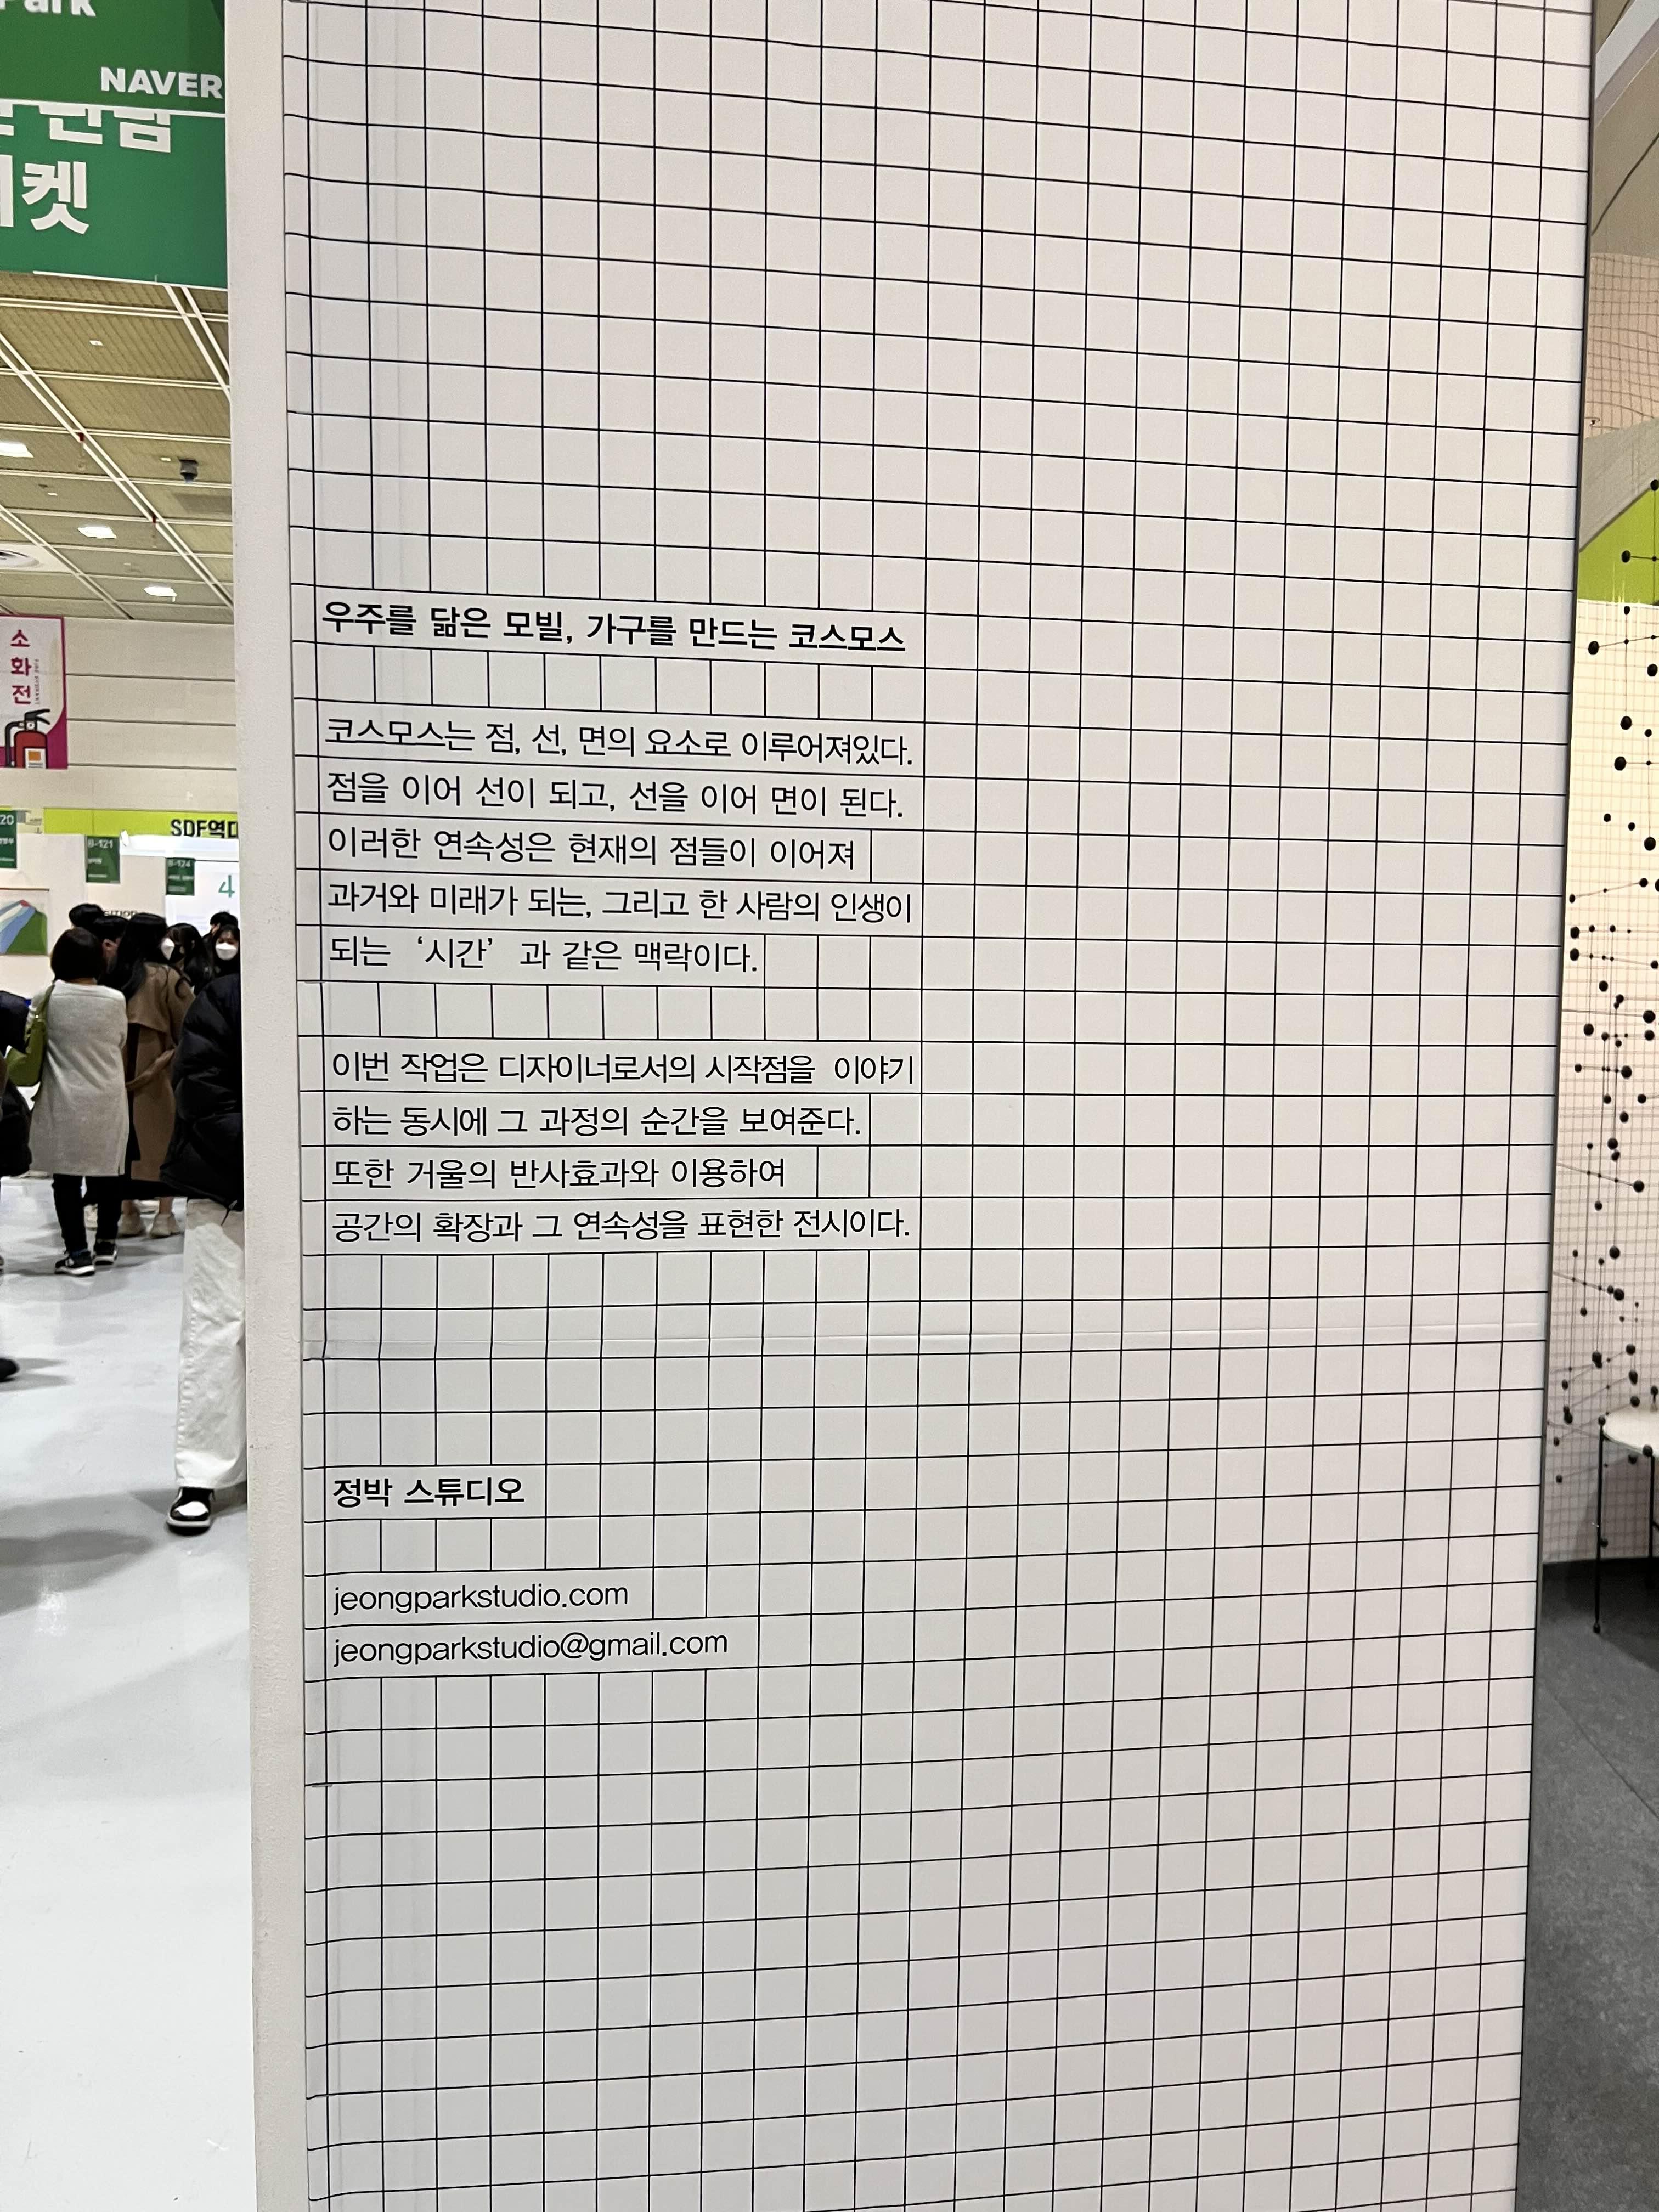 NAVER
켓
소
화
전
SDF역대
B-121
4
우주를 닮은 모빌, 가구를 만드는 코스모스
코스모스는 점, 선, 면의 요소로 이루어져있다.
점을 이어 선이 되고, 선을 이어 면이 된다.
이러한 연속성은 현재의 점들이 이어져
과거와 미래가 되는, 그리고 한 사람의 인생이
되는 ‘시간’ 과 같은 맥락이다.
이번 작업은 디자이너로서의 시작점을 이야기
하는 동시에 그 과정의 순간을 보여준다.
또한 거울의 반사효과와 이용하여
공간의 확장과 그 연속성을 표현한 전시이다.
정박 스튜디오
jeongparkstudio.com
jeongparkstudio@gmail.com